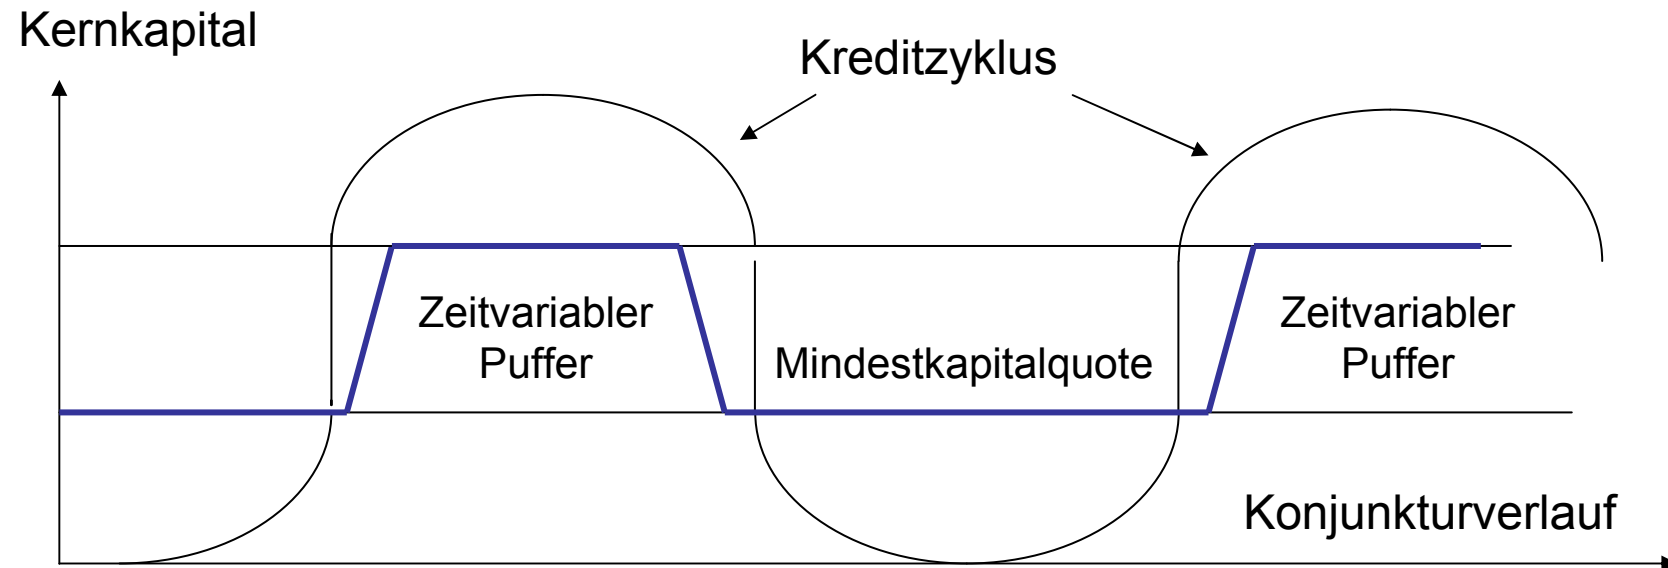 Kernkapital
Kreditzyklus
Zeitvariabler
Puffer
Mindestkapitalquote
Zeitvariabler
Puffer
Konjunkturverlauf